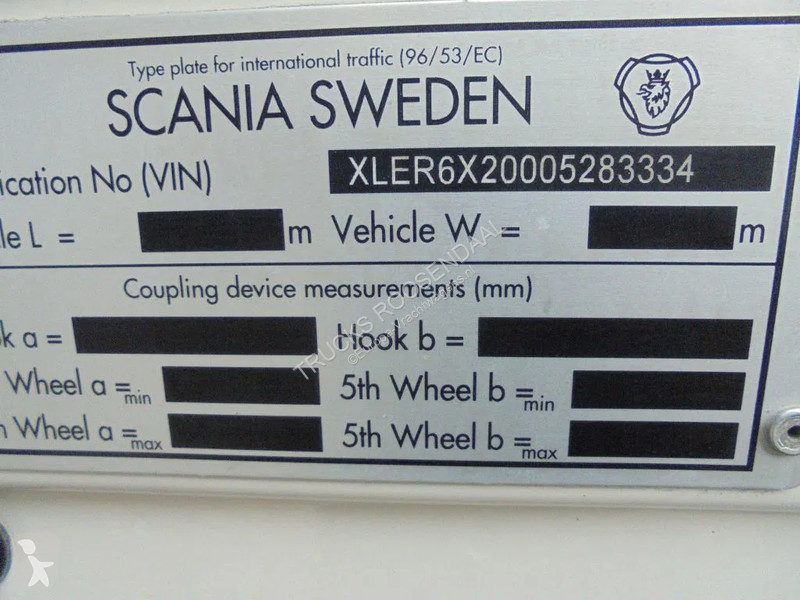 Type plate for international traffic (96/53/EC)
SCANIA SWEDEN
ication No (VIN) XLER6X20005283334
le L = m Vehicle W = m
Coupling device measurements (mm)
k a = Hook b =
Wheel a = min 5th Wheel b = min
h Wheel a = max 5th Wheel b = max
TRUCKS ROOSENDAAL